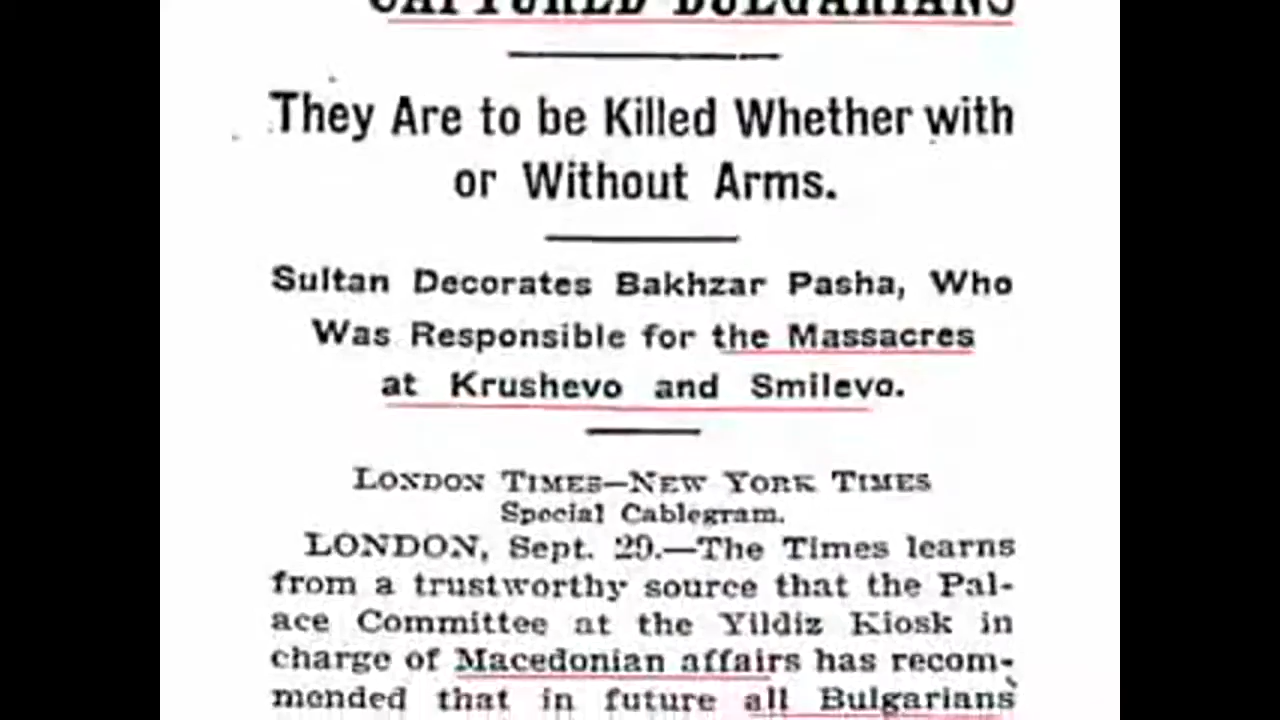 CAPTURED BULGARIANS
They Are to be Killed Whether with
or Without Arms.
Sultan Decorates Bakhzar Pasha, Who
Was Responsible for the Massacres
at Krushevo and Smilevo.
LONDON TIMES—NEW YORK TIMES
Special Cablegram.
LONDON, Sept. 29.—The Times learns
from a trustworthy source that the Pal-
ace Committee at the Yildiz Kiosk in
charge of Macedonian affairs has recom-
mended that in future all Bulgarians